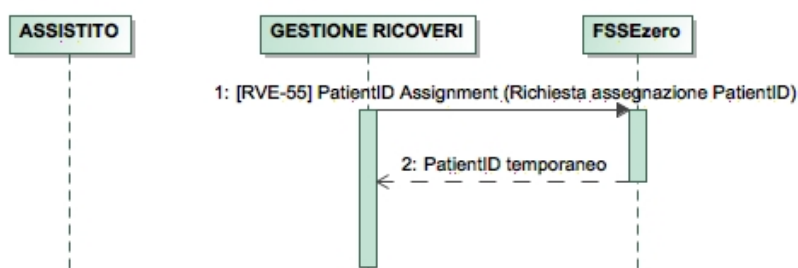 ASSISTITO GESTIONE RICOVERI FSSEzero
1: [RVE-55] PatientID Assignment (Richiesta assegnazione PatientID)
2: PatientID temporaneo